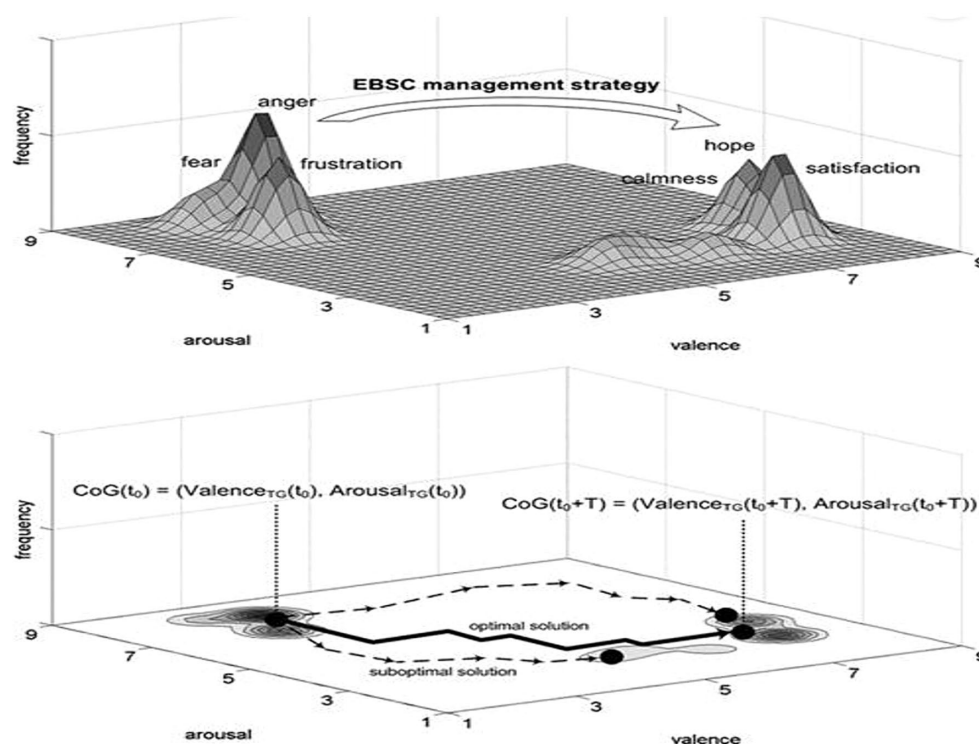 EBSC management strategy
anger
fear
frustration
hope
calmness
satisfaction
frequency
9
7
5
3
1
1
3
5
7
9
arousal
valence
CoG(t₀) = (Valence_TG(t₀), Arousal_TG(t₀))
CoG(t₀+T) = (Valence_TG(t₀+T), Arousal_TG(t₀+T))
frequency
optimal solution
suboptimal solution
9
7
5
3
1
1
3
5
7
9
arousal
valence